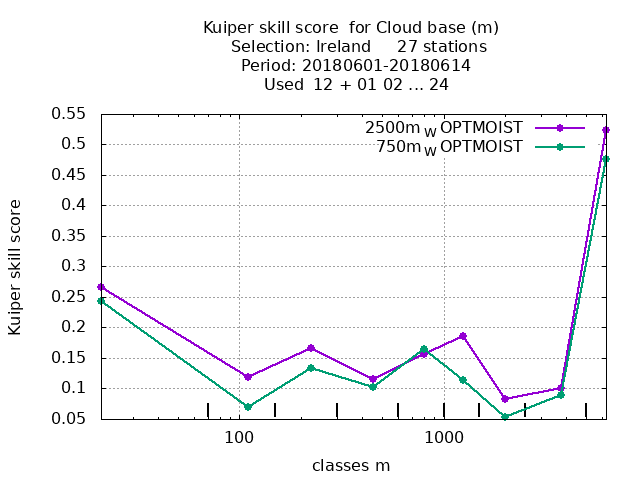 Kuiper skill score  for Cloud base (m)
Selection: Ireland     27 stations
Period: 20180601-20180614
Used  12 + 01 02 ... 24
2500m_W OPTMOIST
750m_W OPTMOIST
0.55
0.5
0.45
0.4
0.35
0.3
0.25
0.2
0.15
0.1
0.05
Kuiper skill score
100
1000
classes m